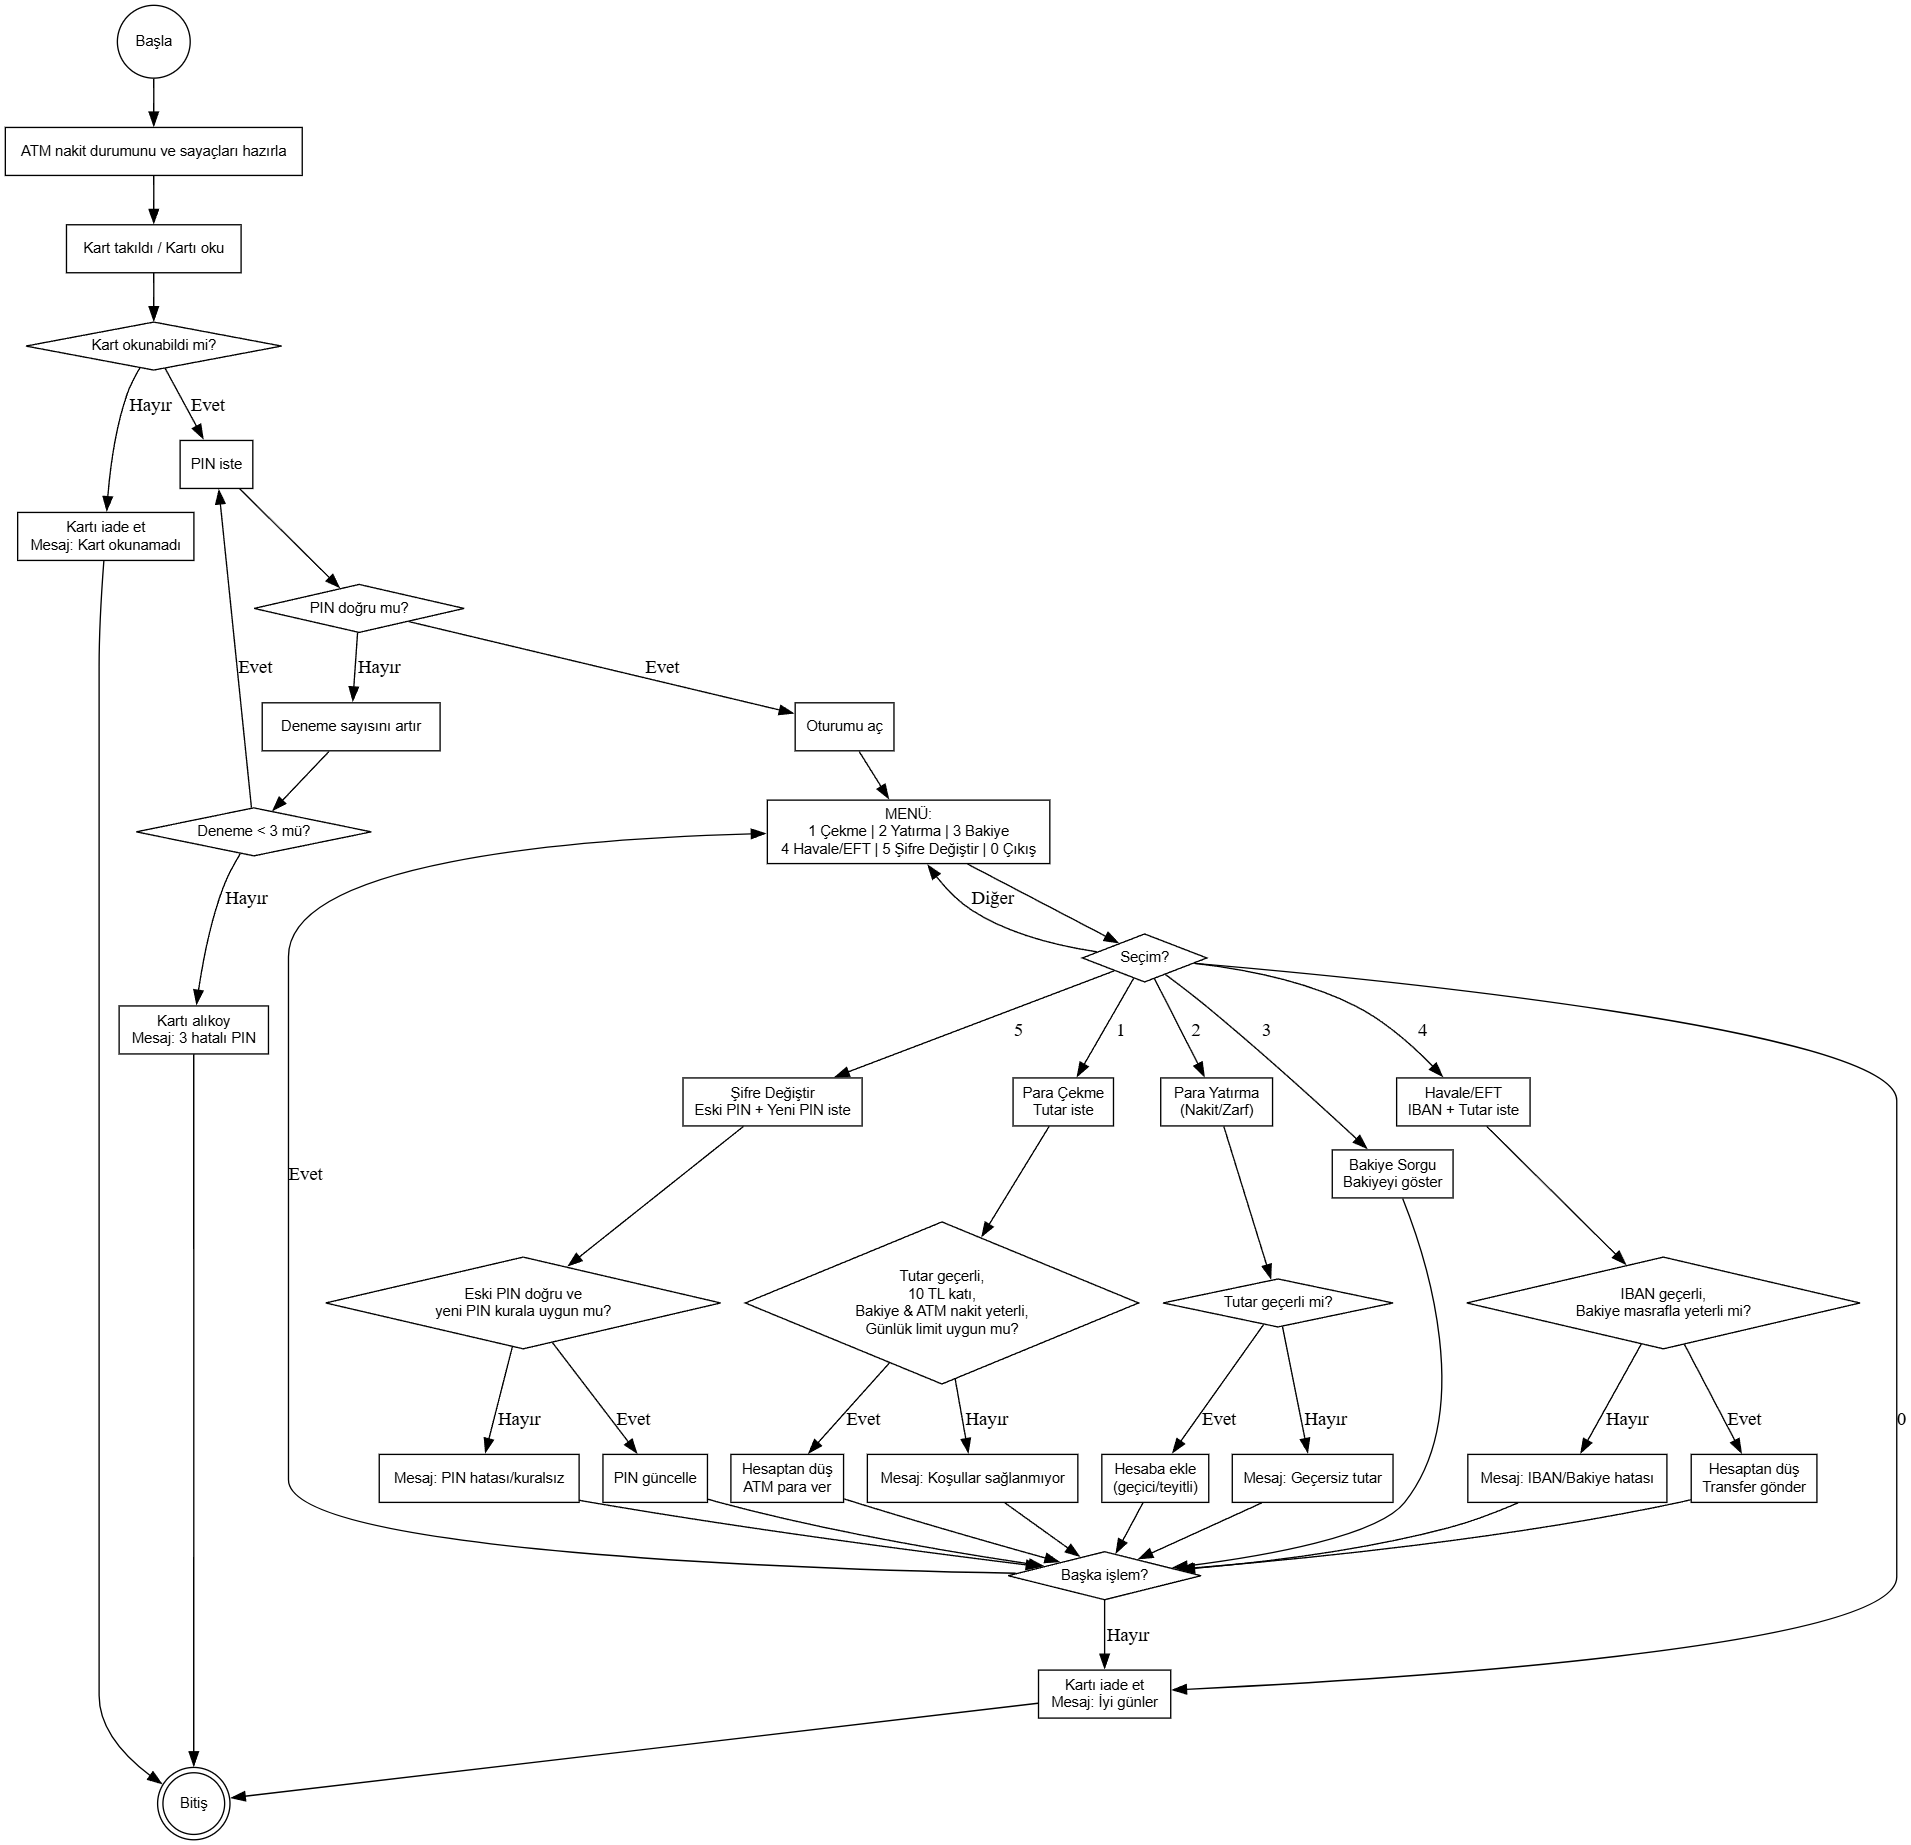 Başla
ATM nakit durumunu ve sayaçları hazırla
Kart takıldı / Kartı oku
Kart okunabildi mi?
Hayır
Evet
PIN iste
Kartı iade et
Mesaj: Kart okunamadı
PIN doğru mu?
Evet
Hayır
Evet
Deneme sayısını artır
Oturumu aç
Deneme < 3 mü?
MENÜ:
1 Çekme | 2 Yatırma | 3 Bakiye
4 Havale/EFT | 5 Şifre Değiştir | 0 Çıkış
Hayır
Diğer
Seçim?
Kartı alıkoy
Mesaj: 3 hatalı PIN
5
1
2
3
4
Şifre Değiştir
Eski PIN + Yeni PIN iste
Para Çekme
Tutar iste
Para Yatırma
(Nakit/Zarf)
Havale/EFT
IBAN + Tutar iste
Evet
Bakiye Sorgu
Bakiyeyi göster
Eski PIN doğru ve
yeni PIN kurala uygun mu?
Tutar geçerli,
10 TL katı,
Bakiye & ATM nakit yeterli,
Günlük limit uygun mu?
Tutar geçerli mi?
IBAN geçerli,
Bakiye masrafla yeterli mi?
Hayır
Evet
Evet
Hayır
Evet
Hayır
Hayır
Evet
0
Mesaj: PIN hatası/kuralsız
PIN güncelle
Hesaptan düş
ATM para ver
Mesaj: Koşullar sağlanmıyor
Hesaba ekle
(geçici/teyitli)
Mesaj: Geçersiz tutar
Mesaj: IBAN/Bakiye hatası
Hesaptan düş
Transfer gönder
Başka işlem?
Hayır
Kartı iade et
Mesaj: İyi günler
Bitiş